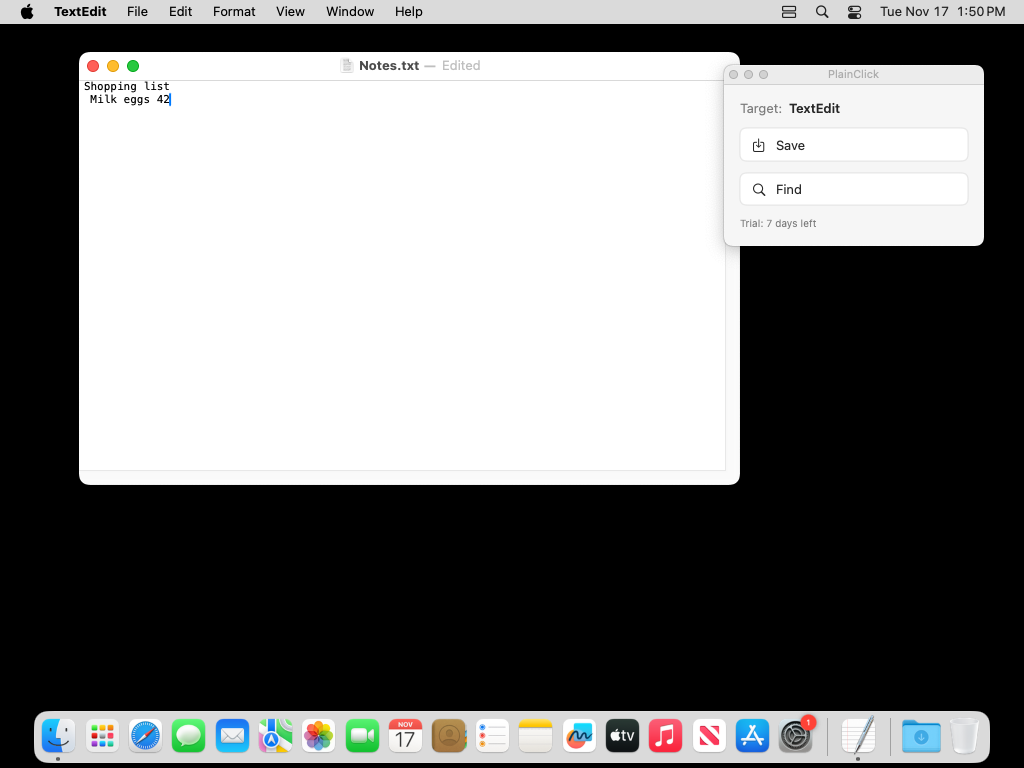 TextEdit File Edit Format View Window Help Tue Nov 17 1:50 PM
Notes.txt — Edited
Shopping list
Milk eggs 42
PlainClick
Target: TextEdit
Save
Find
Trial: 7 days left
NOV
17
tv
1